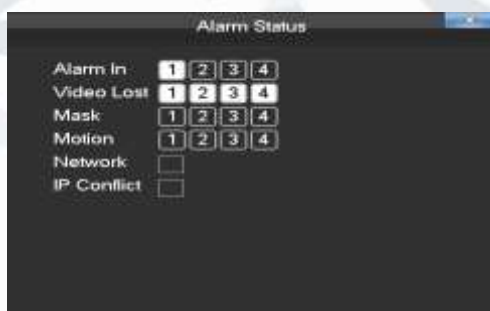 Alarm Status
Alarm In 1 2 3 4
Video Lost 1 2 3 4
Mask 1 2 3 4
Motion 1 2 3 4
Network
IP Conflict